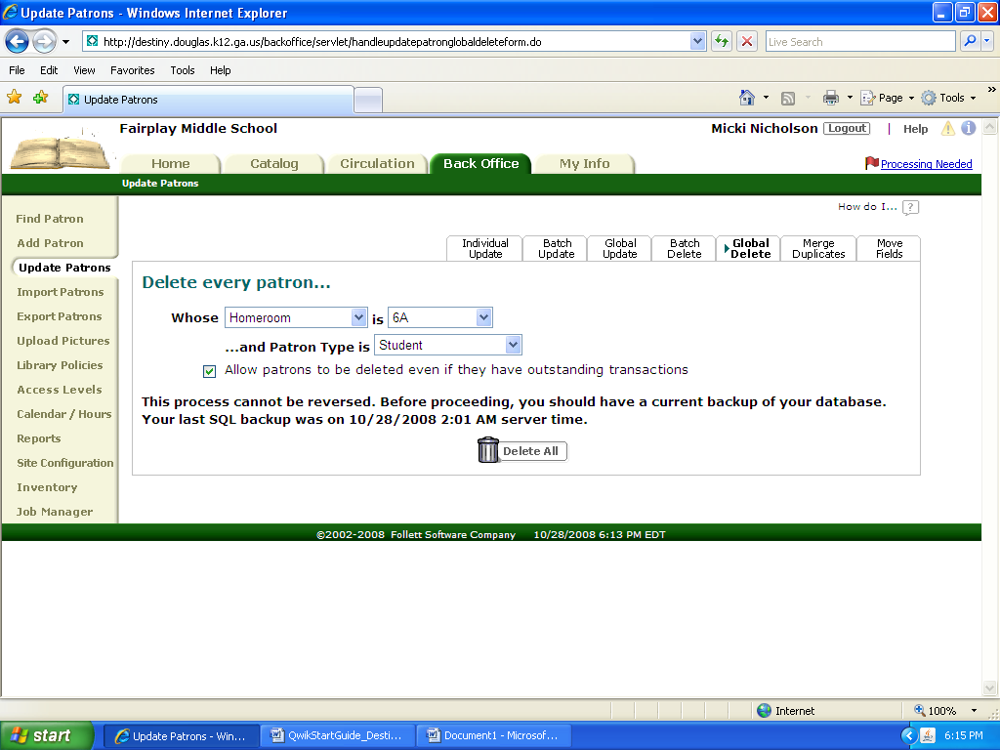 Update Patrons - Windows Internet Explorer
http://destiny.douglas.k12.ga.us/backoffice/servlet/handleupdatepatronglobaldeleteform.do
Live Search
File Edit View Favorites Tools Help
Update Patrons
Page Tools »
Fairplay Middle School
Micki Nicholson Logout | Help
Home Catalog Circulation Back Office My Info
Processing Needed
Update Patrons
How do I... ?
Find Patron
Add Patron
Update Patrons
Import Patrons
Export Patrons
Upload Pictures
Library Policies
Access Levels
Calendar / Hours
Reports
Site Configuration
Inventory
Job Manager
Individual Update
Batch Update
Global Update
Batch Delete
Global Delete
Merge Duplicates
Move Fields
Delete every patron...
Whose Homeroom is 6A
...and Patron Type is Student
Allow patrons to be deleted even if they have outstanding transactions
This process cannot be reversed. Before proceeding, you should have a current backup of your database.
Your last SQL backup was on 10/28/2008 2:01 AM server time.
Delete All
©2002-2008 Follett Software Company 10/28/2008 6:13 PM EDT
Internet 100%
start Update Patrons - Win... QwikStartGuide_Desti... Document1 - Microsof... 6:15 PM